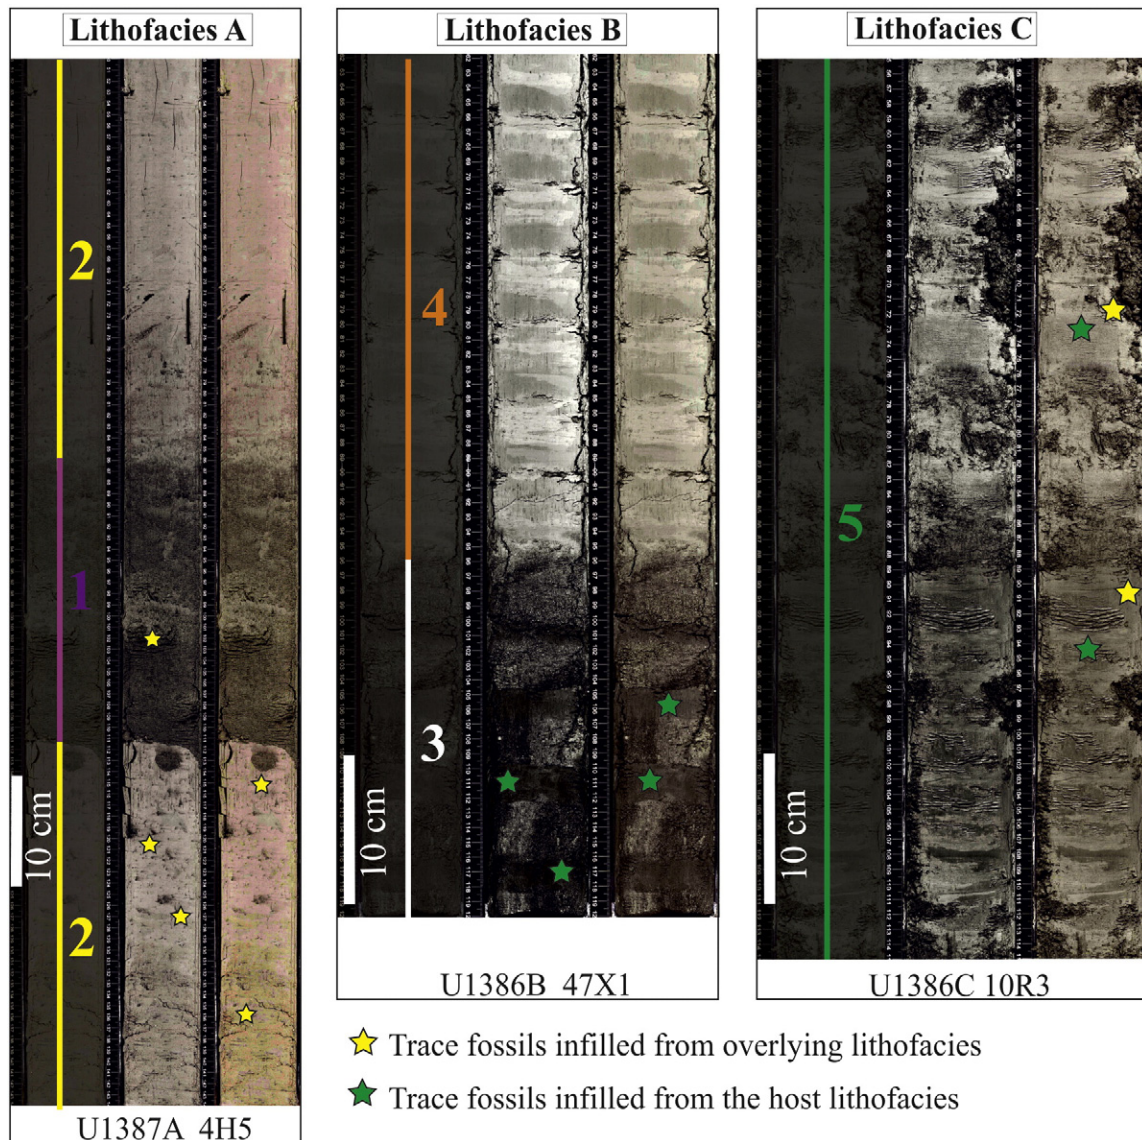 Lithofacies A
Lithofacies B
Lithofacies C
2
1
2
10 cm
4
3
10 cm
5
10 cm
U1387A 4H5
U1386B 47X1
U1386C 10R3
Trace fossils infilled from overlying lithofacies
Trace fossils infilled from the host lithofacies